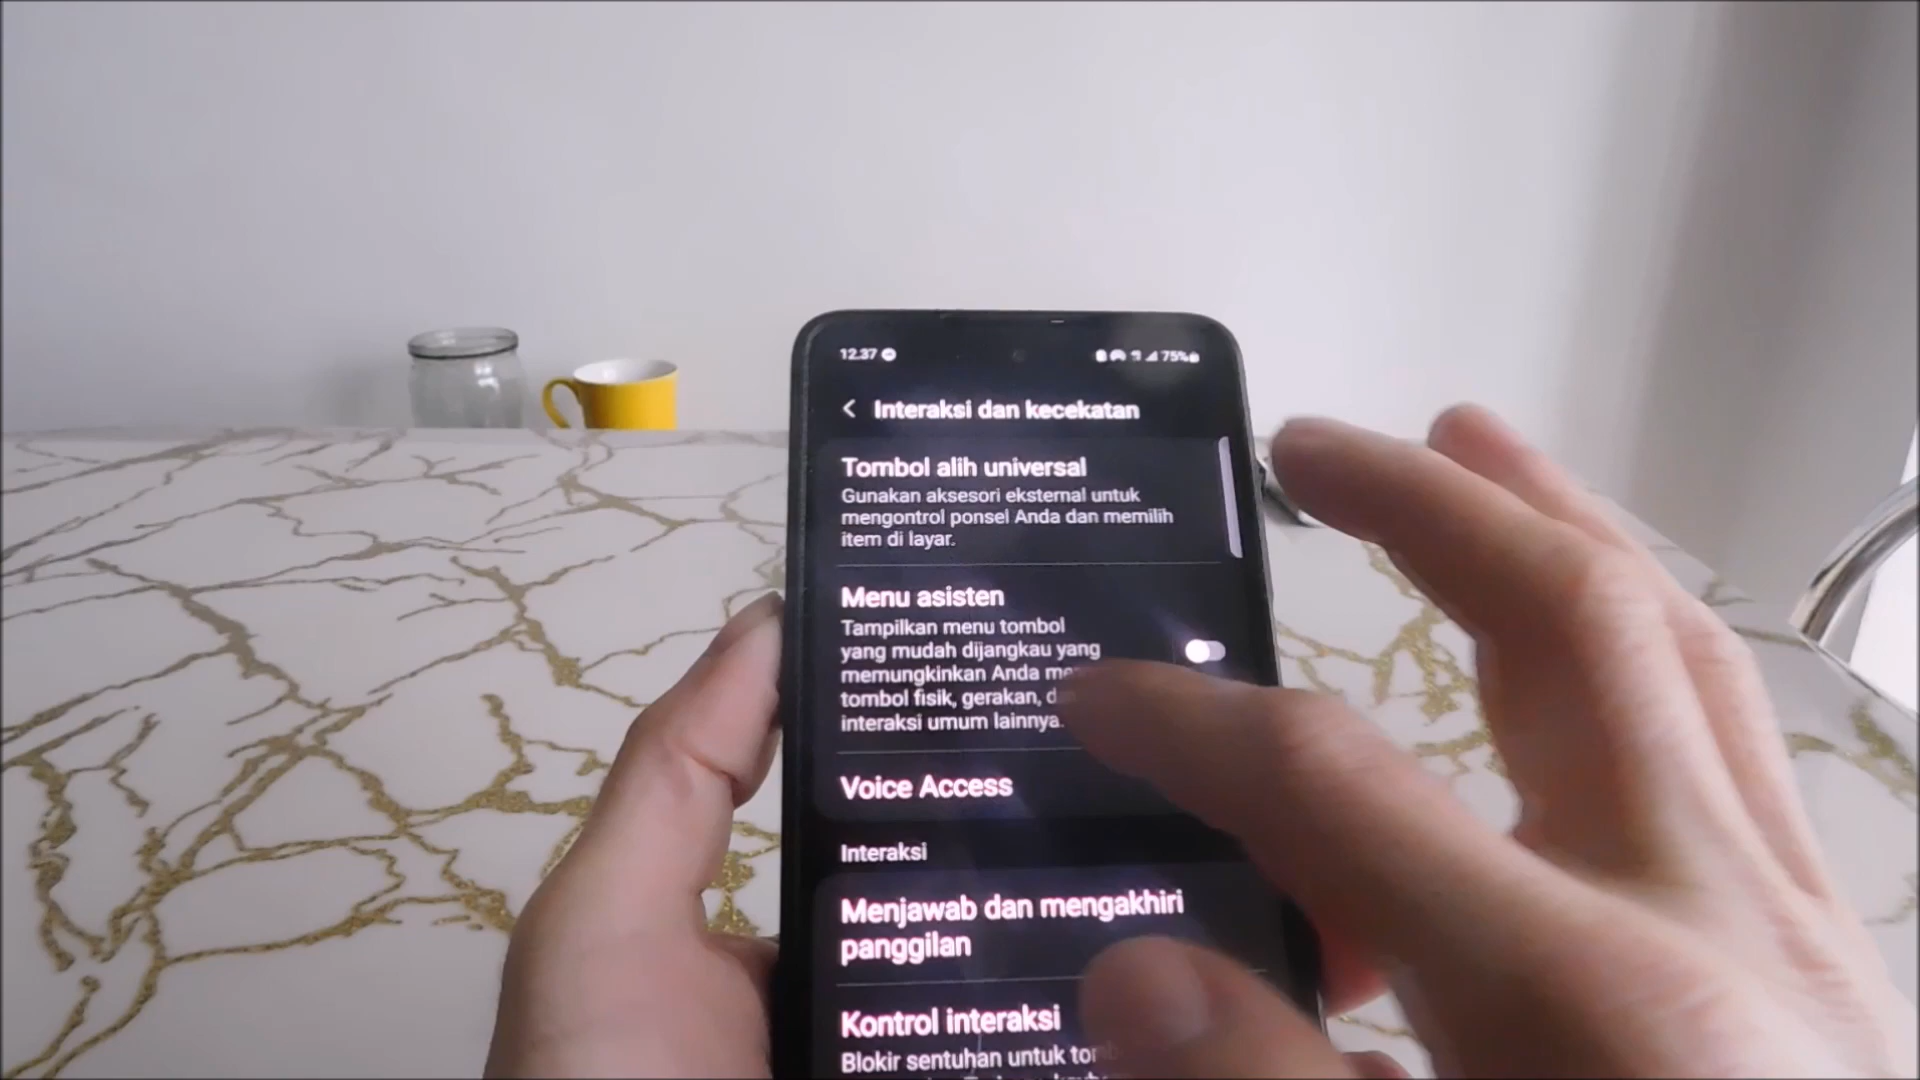 12.37
75%
Interaksi dan kecekatan
Tombol alih universal
Gunakan aksesori eksternal untuk
mengontrol ponsel Anda dan memilih
item di layar.
Menu asisten
Tampilkan menu tombol
yang mudah dijangkau yang
memungkinkan Anda
tombol fisik, gerakan,
interaksi umum lainnya.
Voice Access
Interaksi
Menjawab dan mengakhiri
panggilan
Kontrol interaksi
Blokir sentuhan untuk